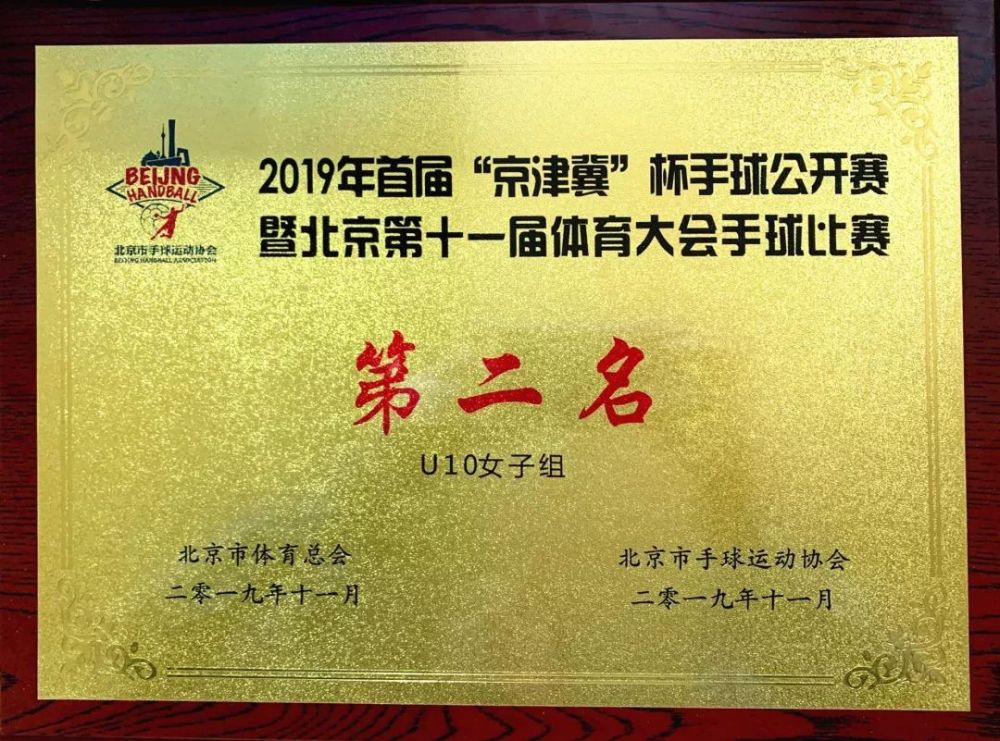 BEIJNG
HANDBALL
北京市手球运动协会
BEIJING HANDBALL ASSOCIATION
2019年首届“京津冀”杯手球公开赛
暨北京第十一届体育大会手球比赛
第二名
U10女子组
北京市体育总会
二零一九年十一月
北京市手球运动协会
二零一九年十一月